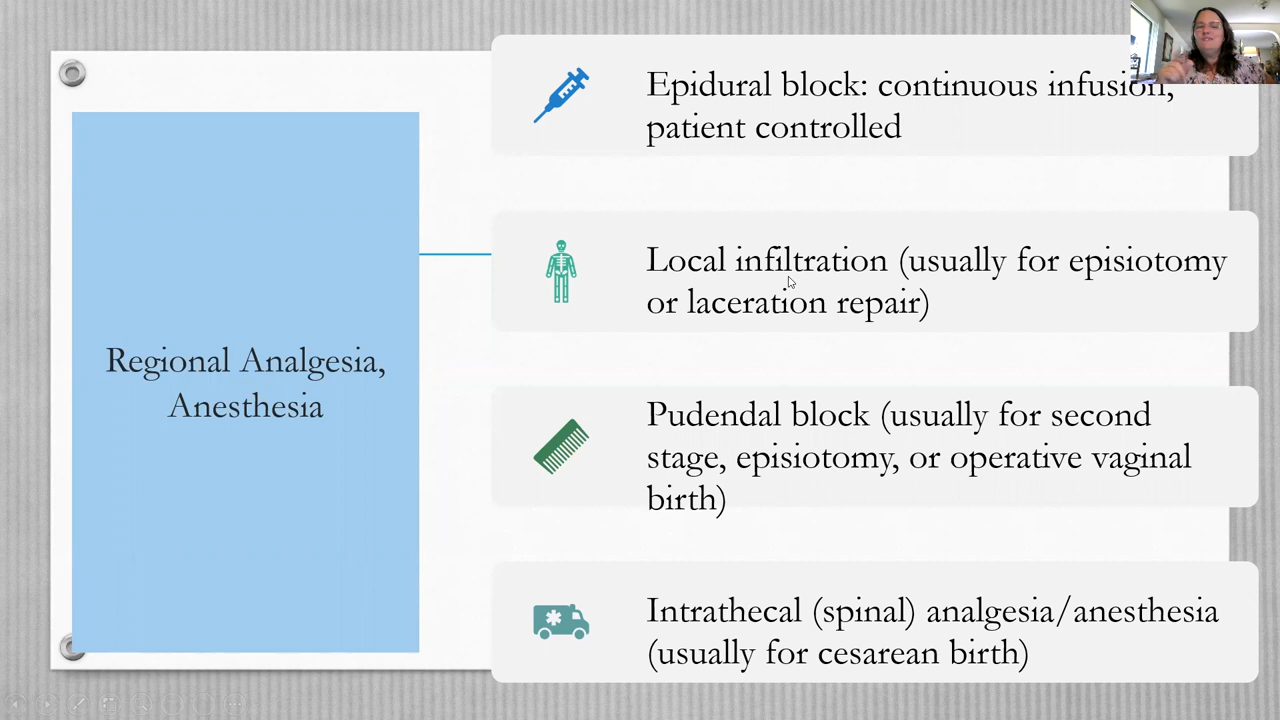 Regional Analgesia,
Anesthesia
Epidural block: continuous infusion,
patient controlled
Local infiltration (usually for episiotomy
or laceration repair)
Pudendal block (usually for second
stage, episiotomy, or operative vaginal
birth)
Intrathecal (spinal) analgesia/anesthesia
(usually for cesarean birth)